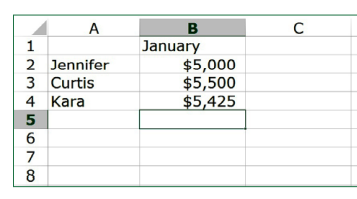 A B C
1 January
2 Jennifer $5,000
3 Curtis $5,500
4 Kara $5,425
5
6
7
8